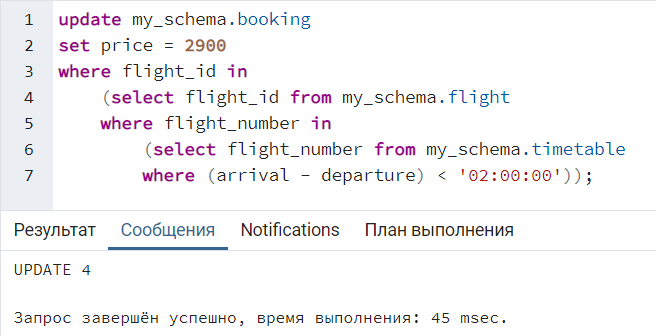 1 update my_schema.booking
2 set price = 2900
3 where flight_id in
4 (select flight_id from my_schema.flight
5 where flight_number in
6 (select flight_number from my_schema.timetable
7 where (arrival - departure) < '02:00:00'));
Результат Сообщения Notifications План выполнения
UPDATE 4
Запрос завершён успешно, время выполнения: 45 msec.